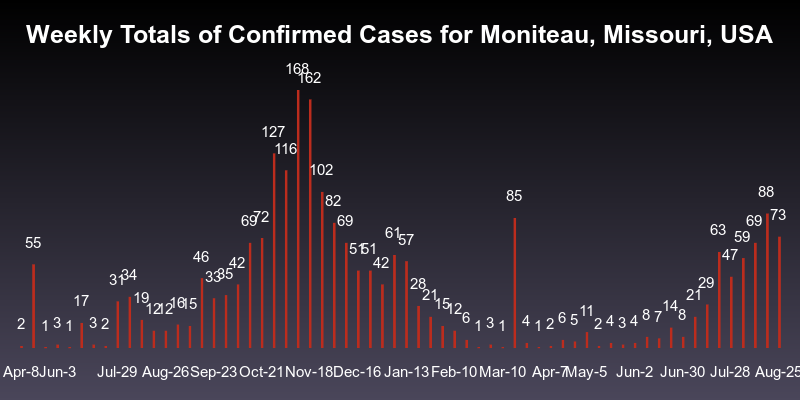 Weekly Totals of Confirmed Cases for Moniteau, Missouri, USA
2 55 1 3 1 17 3 2 31 34 19 12 12 16 15 46 33 35 42 69 72 127 116 168 162 102 82 69 51 51 42 61 57 28 21 15 12 6 1 3 1 85 4 1 2 6 5 11 2 4 3 4 8 7 14 8 21 29 63 47 59 69 88 73
Apr-8 Jun-3 Jul-29 Aug-26 Sep-23 Oct-21 Nov-18 Dec-16 Jan-13 Feb-10 Mar-10 Apr-7 May-5 Jun-2 Jun-30 Jul-28 Aug-25